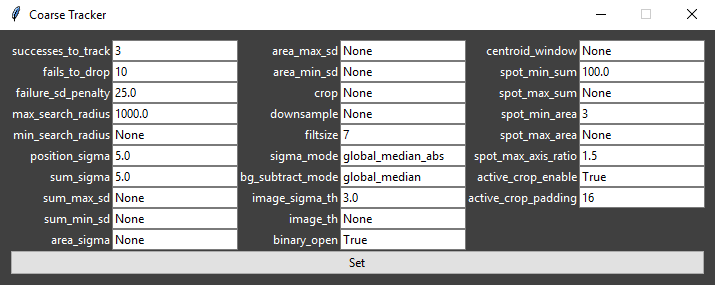 Coarse Tracker
successes_to_track 3 area_max_sd None centroid_window None
fails_to_drop 10 area_min_sd None spot_min_sum 100.0
failure_sd_penalty 25.0 crop None spot_max_sum None
max_search_radius 1000.0 downsample None spot_min_area 3
min_search_radius None filtsize 7 spot_max_area None
position_sigma 5.0 sigma_mode global_median_abs spot_max_axis_ratio 1.5
sum_sigma 5.0 bg_subtract_mode global_median active_crop_enable True
sum_max_sd None image_sigma_th 3.0 active_crop_padding 16
sum_min_sd None image_th None
area_sigma None binary_open True
Set